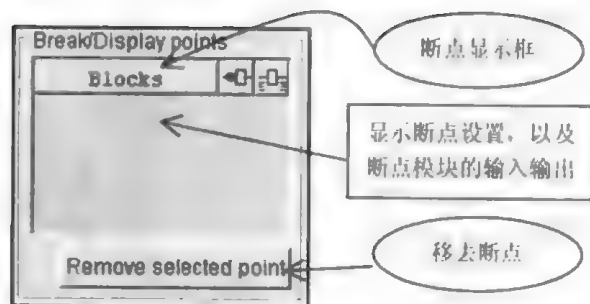 Break/Display points
Blocks
断点显示框
显示断点设置，以及
断点模块的输入输出
Remove selected point
移去断点